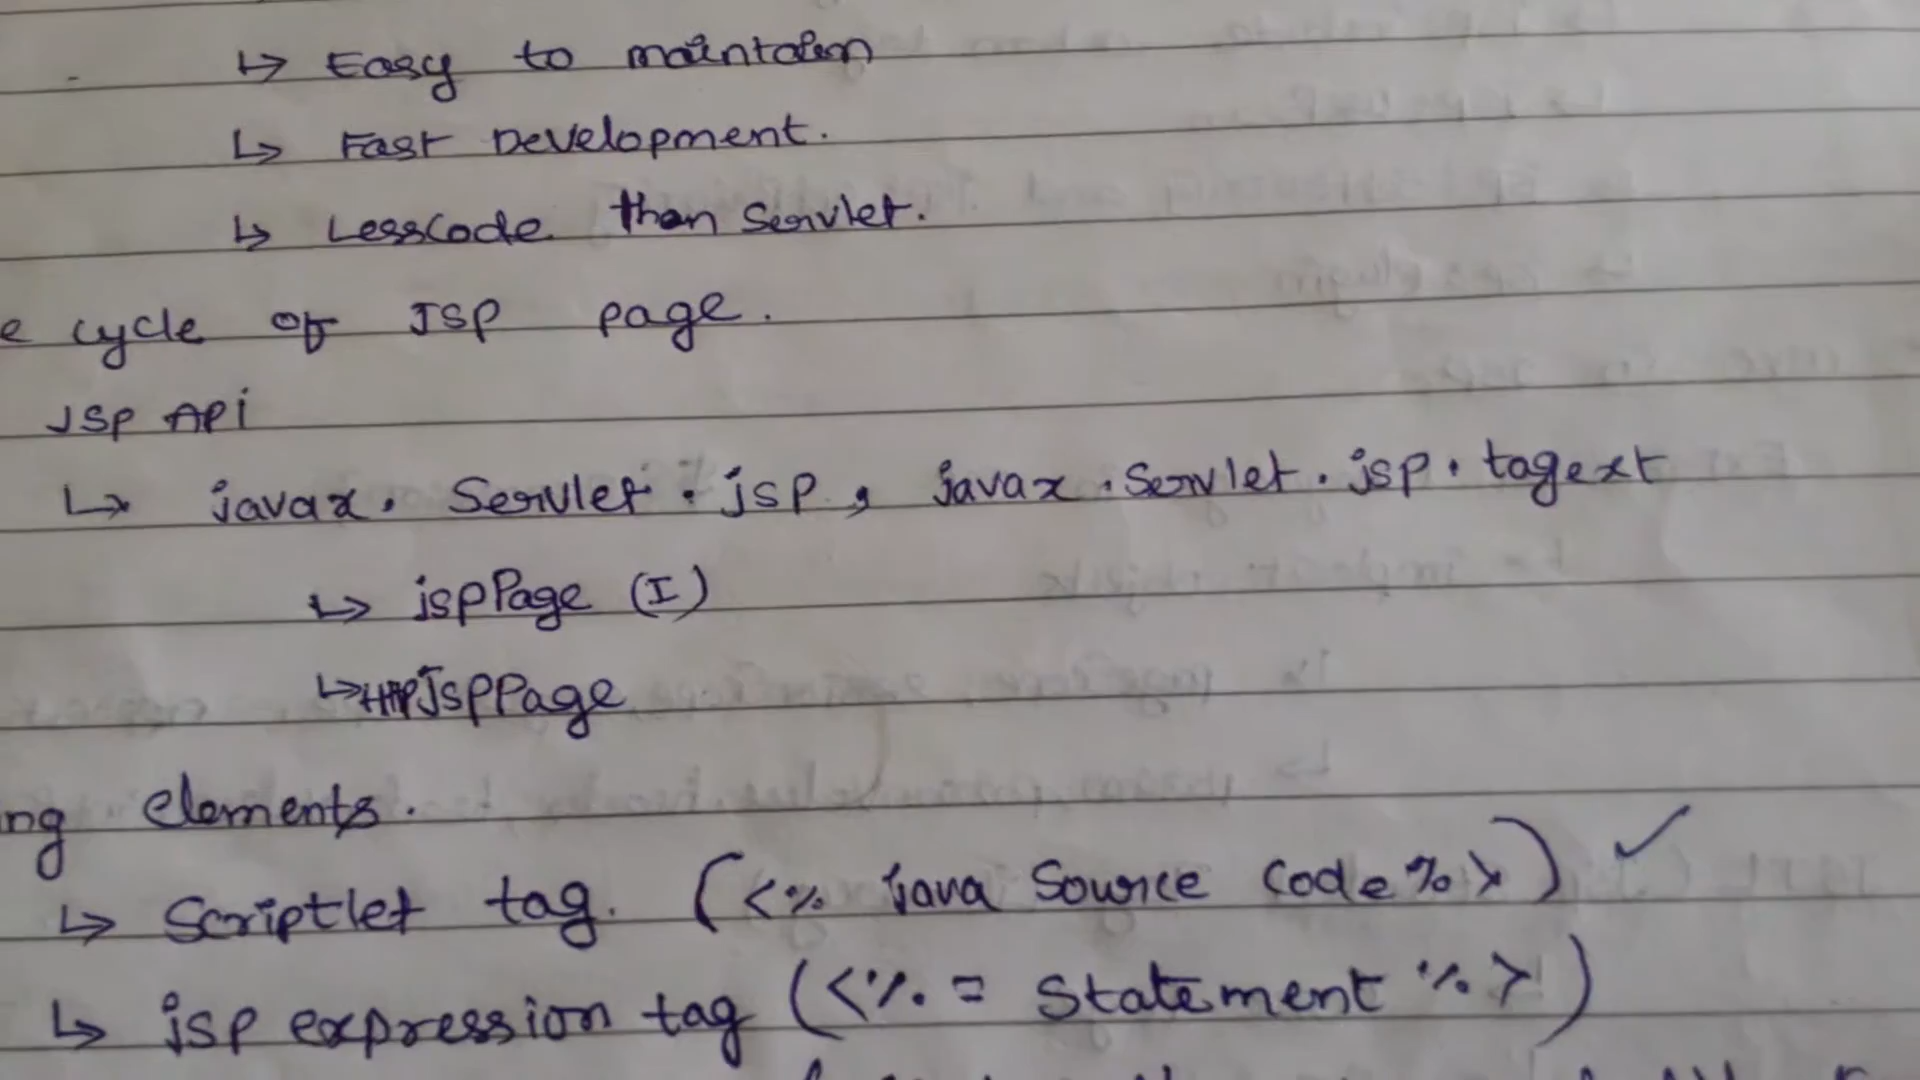 ↳ Easy to maintain
↳ Fast Development.
↳ LessCode than Servlet.
e cycle of JSP page.
JSP API
↳ javax. Servlet. jsp, javax. Servlet. jsp. tagext
↳ jspPage (I)
↳ HttpJspPage
ng elements.
↳ Scriptlet tag. (<% java Source Code %>) ✓
↳ jsp expression tag (<%= Statement %>)